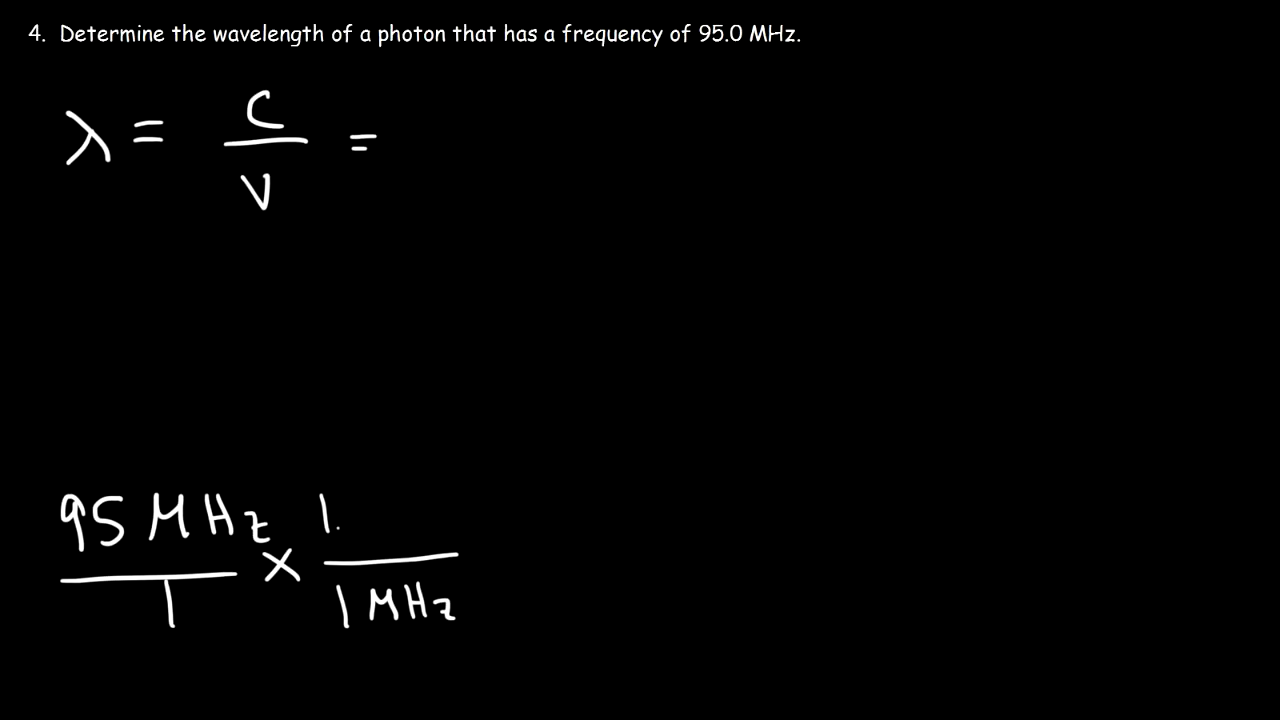 4. Determine the wavelength of a photon that has a frequency of 95.0 MHz.
λ = c/ν =
95 MHz/1 × 1./1 MHz